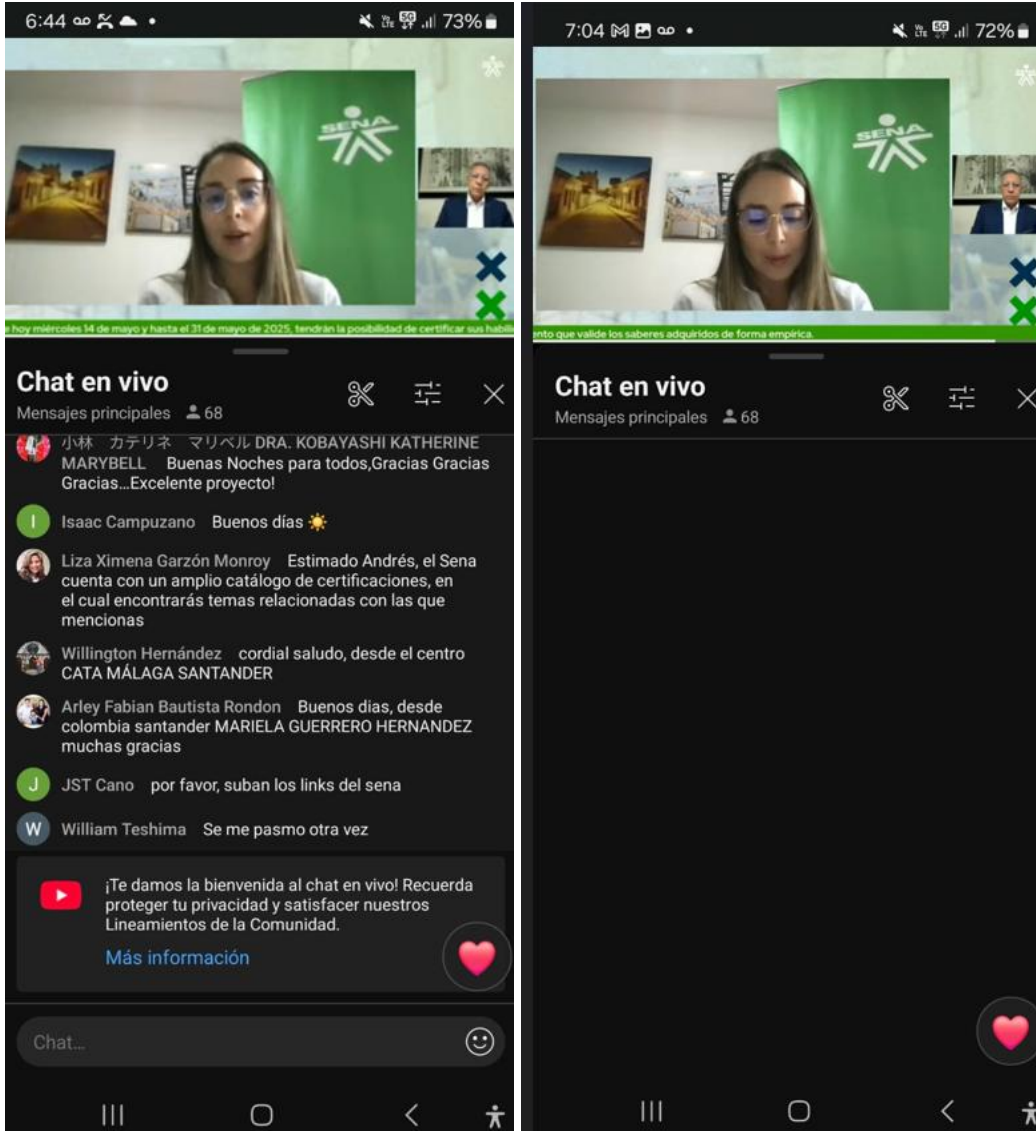 6:44
73%
SENA
e hoy miércoles 14 de mayo y hasta el 31 de mayo de 2025, tendrán la posibilidad de certificar sus habili
Chat en vivo
Mensajes principales 68
小林 カテリネ マリベル DRA. KOBAYASHI KATHERINE
MARYBELL Buenas Noches para todos,Gracias Gracias
Gracias...Excelente proyecto!
I Isaac Campuzano Buenos días ☀️
Liza Ximena Garzón Monroy Estimado Andrés, el Sena
cuenta con un amplio catálogo de certificaciones, en
el cual encontrarás temas relacionadas con las que
mencionas
Willington Hernández cordial saludo, desde el centro
CATA MÁLAGA SANTANDER
Arley Fabian Bautista Rondon Buenos dias, desde
colombia santander MARIELA GUERRERO HERNANDEZ
muchas gracias
J JST Cano por favor, suban los links del sena
W William Teshima Se me pasmo otra vez
¡Te damos la bienvenida al chat en vivo! Recuerda
proteger tu privacidad y satisfacer nuestros
Lineamientos de la Comunidad.
Más información
Chat...
7:04
72%
SENA
ento que valide los saberes adquiridos de forma empírica.
Chat en vivo
Mensajes principales 68